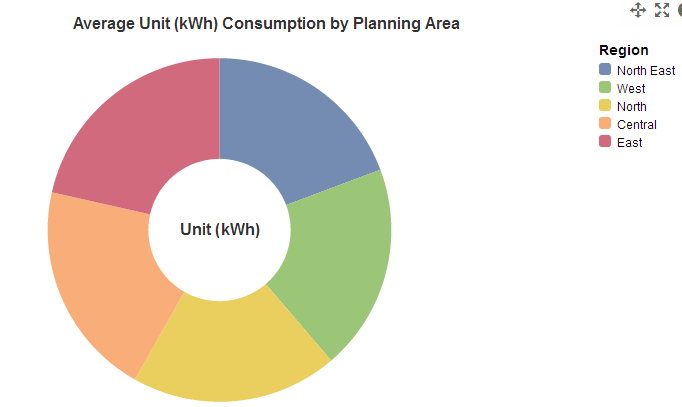 Average Unit (kWh) Consumption by Planning Area
Region
North East
West
North
Central
East
Unit (kWh)